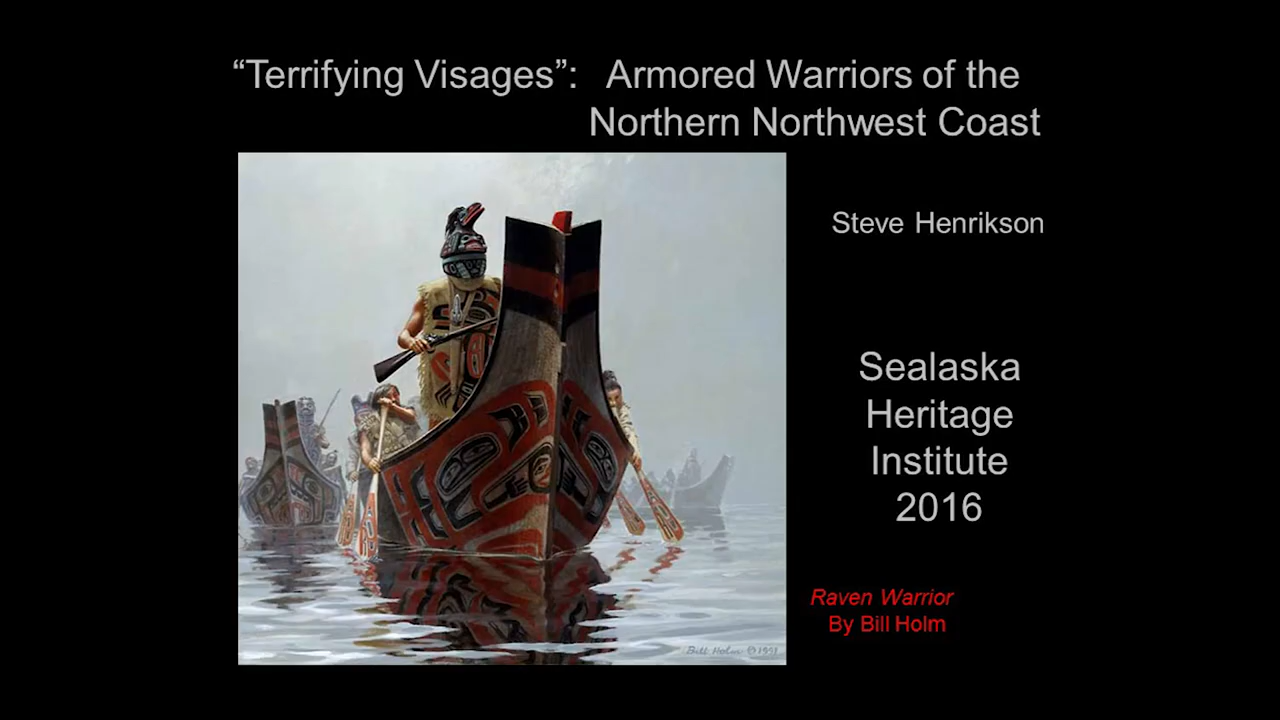 “Terrifying Visages”: Armored Warriors of the
Northern Northwest Coast
Steve Henrikson
Sealaska
Heritage
Institute
2016
Raven Warrior
By Bill Holm
Bill Holm ©1991